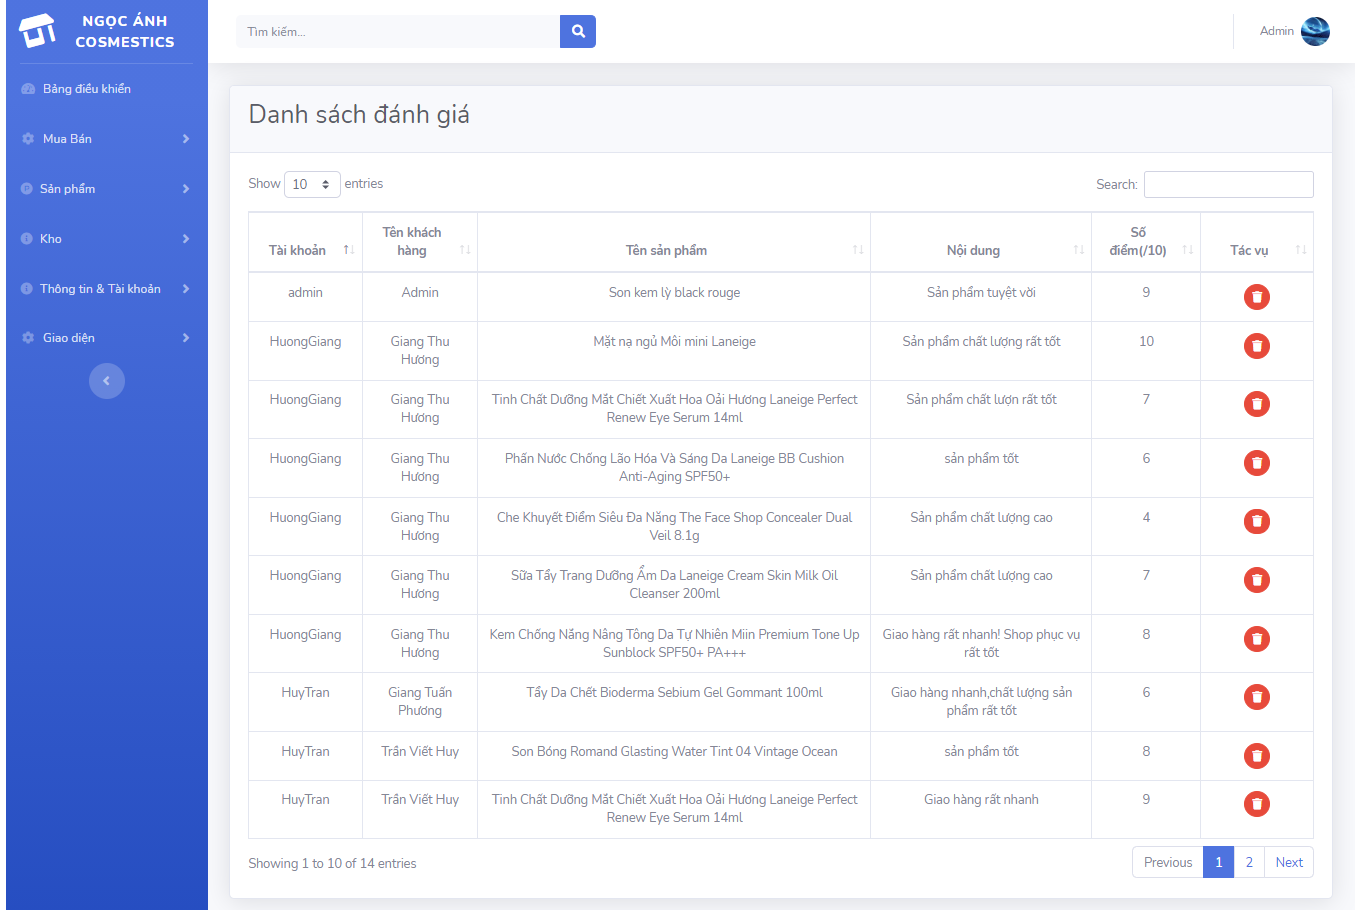 NGỌC ÁNH
COSMESTICS
Tìm kiếm...
Admin
Bảng điều khiển
Mua Bán
Sản phẩm
Kho
Thông tin & Tài khoản
Giao diện
Danh sách đánh giá
Show 10 entries
Search:
Tài khoản
Tên khách
hàng
Tên sản phẩm
Nội dung
Số
điểm(/10)
Tác vụ
admin
Admin
Son kem lỳ black rouge
Sản phẩm tuyệt vời
9
HuongGiang
Giang Thu
Hương
Mặt nạ ngủ Môi mini Laneige
Sản phẩm chất lượng rất tốt
10
HuongGiang
Giang Thu
Hương
Tinh Chất Dưỡng Mắt Chiết Xuất Hoa Oải Hương Laneige Perfect
Renew Eye Serum 14ml
Sản phẩm chất lượn rất tốt
7
HuongGiang
Giang Thu
Hương
Phấn Nước Chống Lão Hóa Và Sáng Da Laneige BB Cushion
Anti-Aging SPF50+
sản phẩm tốt
6
HuongGiang
Giang Thu
Hương
Che Khuyết Điểm Siêu Đa Năng The Face Shop Concealer Dual
Veil 8.1g
Sản phẩm chất lượng cao
4
HuongGiang
Giang Thu
Hương
Sữa Tẩy Trang Dưỡng Ẩm Da Laneige Cream Skin Milk Oil
Cleanser 200ml
Sản phẩm chất lượng cao
7
HuongGiang
Giang Thu
Hương
Kem Chống Nắng Nâng Tông Da Tự Nhiên Miin Premium Tone Up
Sunblock SPF50+ PA+++
Giao hàng rất nhanh! Shop phục vụ
rất tốt
8
HuyTran
Giang Tuấn
Phương
Tẩy Da Chết Bioderma Sebium Gel Gommant 100ml
Giao hàng nhanh,chất lượng sản
phẩm rất tốt
6
HuyTran
Trần Viết Huy
Son Bóng Romand Glasting Water Tint 04 Vintage Ocean
sản phẩm tốt
8
HuyTran
Trần Viết Huy
Tinh Chất Dưỡng Mắt Chiết Xuất Hoa Oải Hương Laneige Perfect
Renew Eye Serum 14ml
Giao hàng rất nhanh
9
Showing 1 to 10 of 14 entries
Previous 1 2 Next